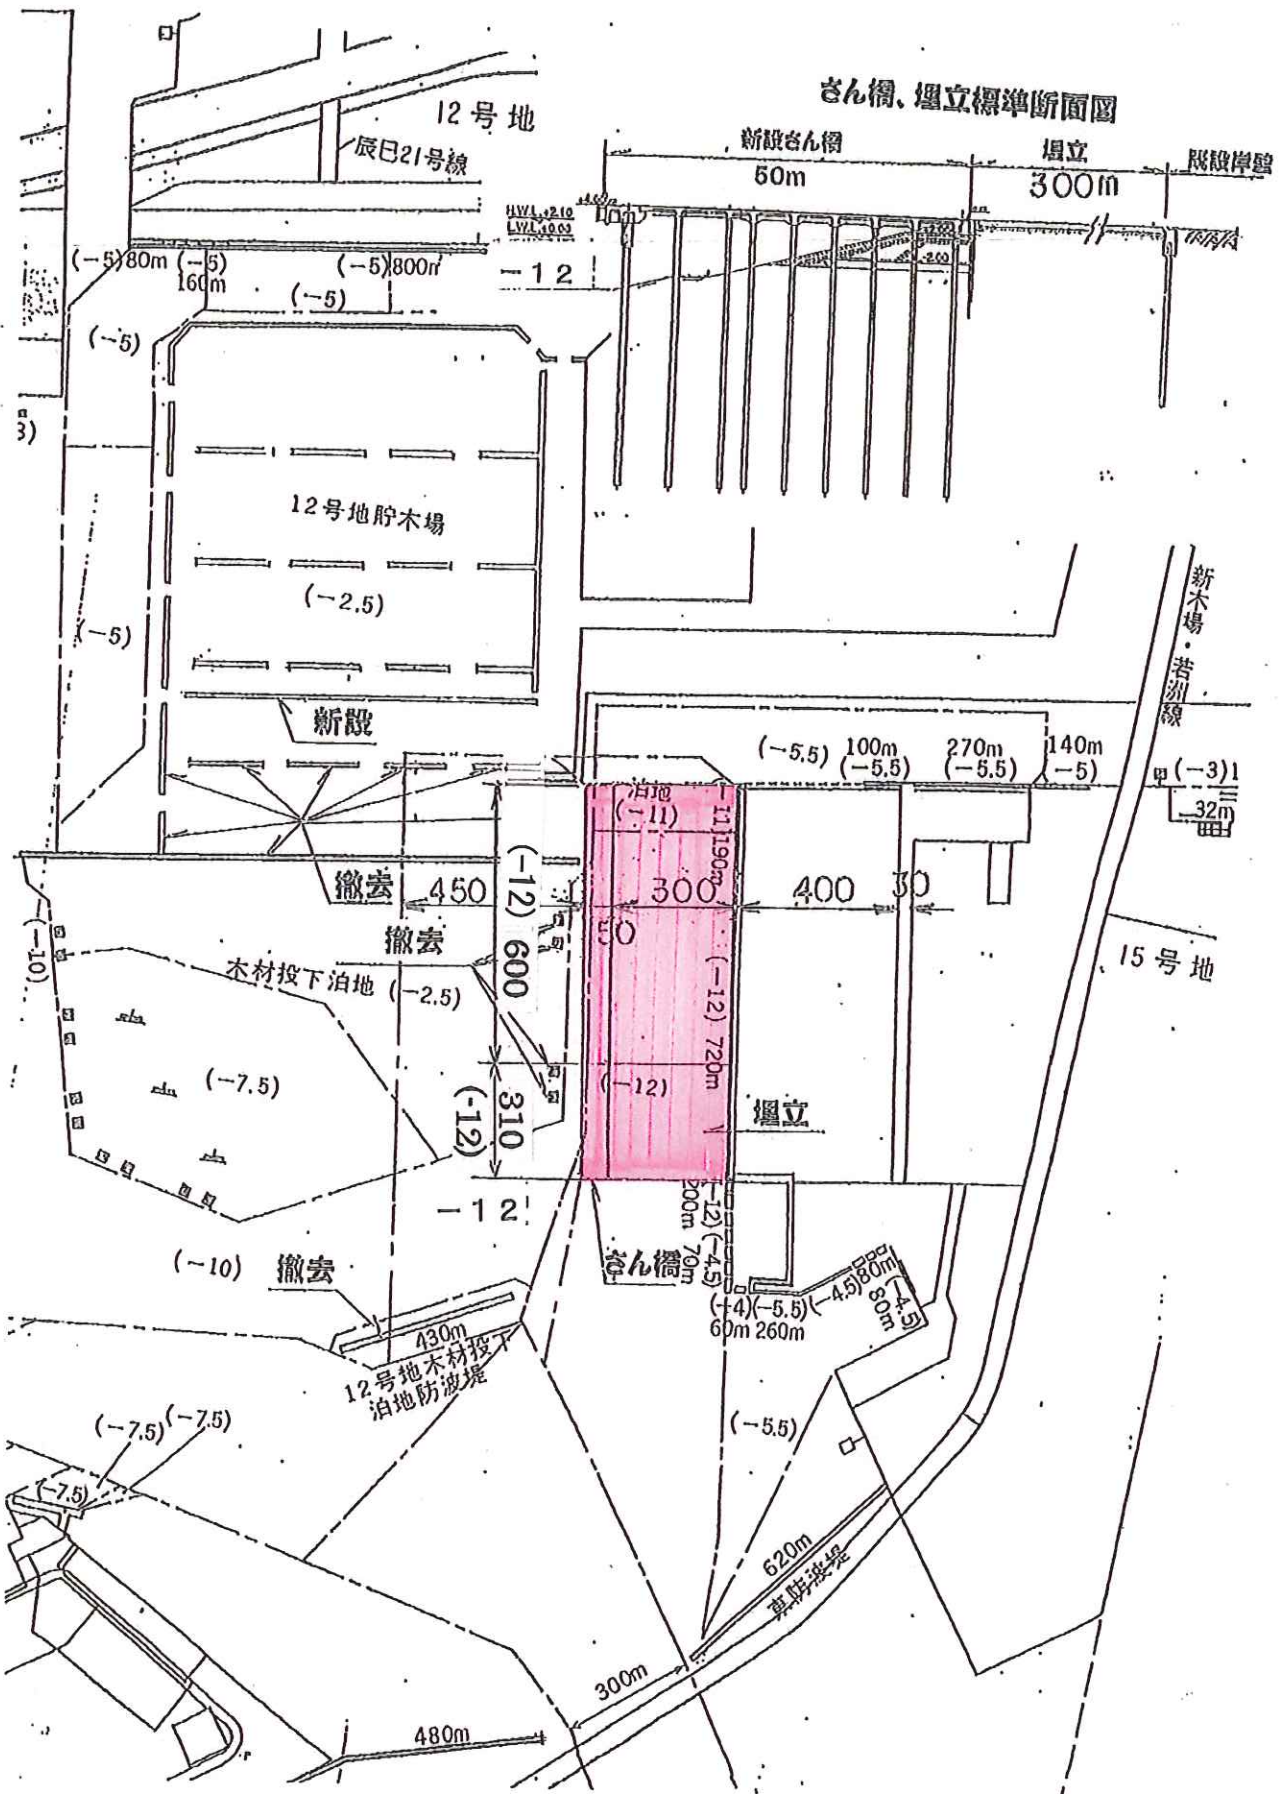 さん橋、埋立標準断面図
12号地
辰巳21号線
新設さん橋
埋立
既設岸壁
50m
300m
H.W.L.+2.10
L.W.L.±0.00
-12
(-5)80m
(-5)
160m
(-5)800m
(-5)
(-5)
12号地貯木場
(-2.5)
(-5)
新木場・若洲線
新設
(-5.5)
100m
(-5.5)
270m
(-5.5)
140m
-5)
(-3)1
32m
泊地
(-11)
190m
撤去
450
(-12) 600
300
400
30
50
撤去
(-10)
木材投下泊地 (-2.5)
15号地
(-12) 720m
(-7.5)
(-12)
310
(-12)
埋立
-12
(-10)
撤去
さん橋
(-12)
200m
(-4.5)
70m
(-4)
60m
(-5.5)
260m
(-4.5)80m
(-4.5)
80m
430m
12号地木材投下
泊地防波堤
(-7.5)
(-7.5)
(-7.5)
(-5.5)
620m
東防波堤
300m
480m